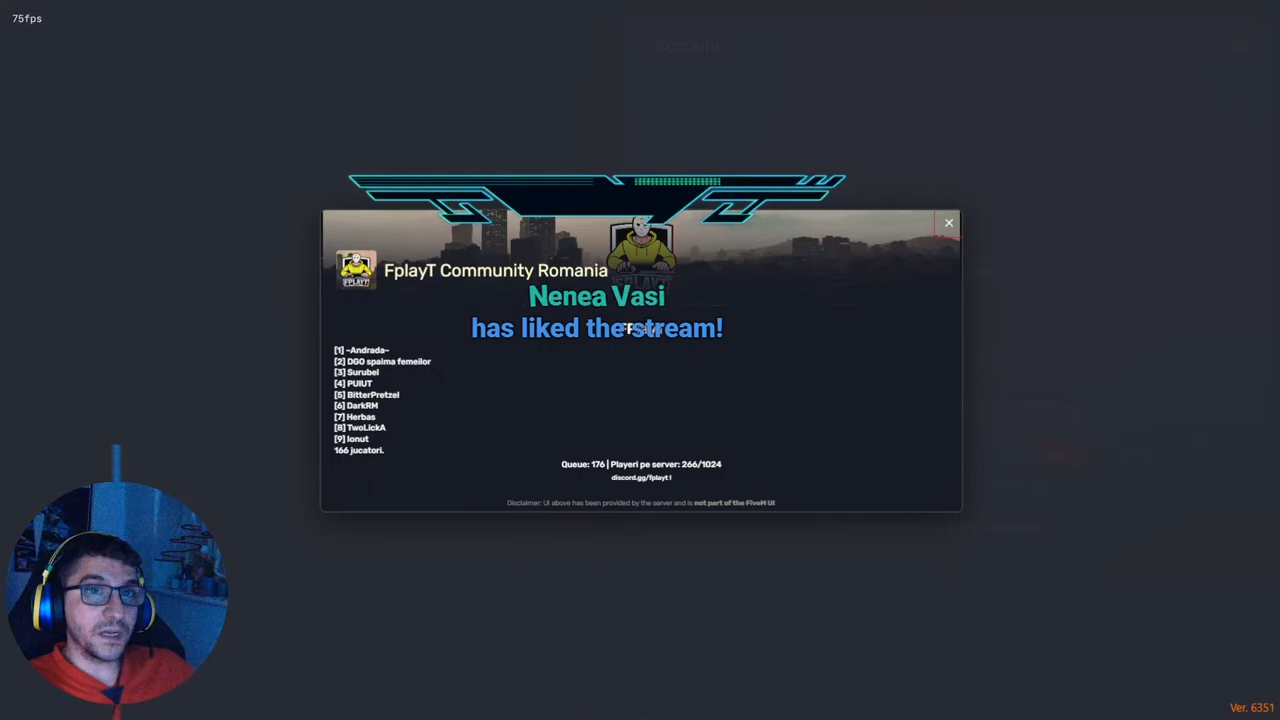 75fps
Account
FPLAYT
FplayT Community Romania
Nenea Vasi
has liked the stream!
[1] ~Andrada~
[2] DGO spaima femeilor
[3] Surubel
[4] PUIUT
[5] BitterPretzel
[6] DarkRM
[7] Herbas
[8] TwoLickA
[9] Ionut
166 jucatori.
Queue: 176 | Playeri pe server: 266/1024
discord.gg/fplayt !
Disclaimer: UI above has been provided by the server and is not part of the FiveM UI
Ver. 6351